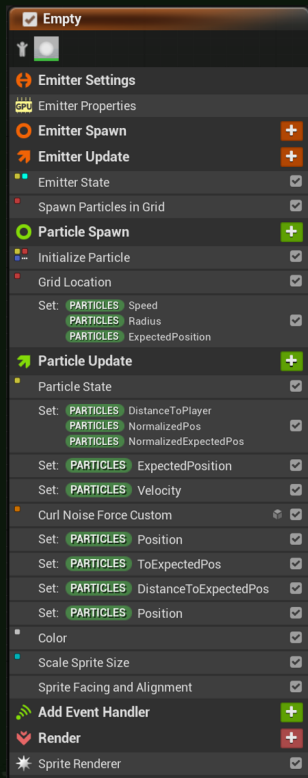 Empty
Emitter Settings
GPU Emitter Properties
Emitter Spawn
Emitter Update
Emitter State
Spawn Particles in Grid
Particle Spawn
Initialize Particle
Grid Location
Set: PARTICLES Speed
PARTICLES Radius
PARTICLES ExpectedPosition
Particle Update
Particle State
Set: PARTICLES DistanceToPlayer
PARTICLES NormalizedPos
PARTICLES NormalizedExpectedPos
Set: PARTICLES ExpectedPosition
Set: PARTICLES Velocity
Curl Noise Force Custom
Set: PARTICLES Position
Set: PARTICLES ToExpectedPos
Set: PARTICLES DistanceToExpectedPos
Set: PARTICLES Position
Color
Scale Sprite Size
Sprite Facing and Alignment
Add Event Handler
Render
Sprite Renderer